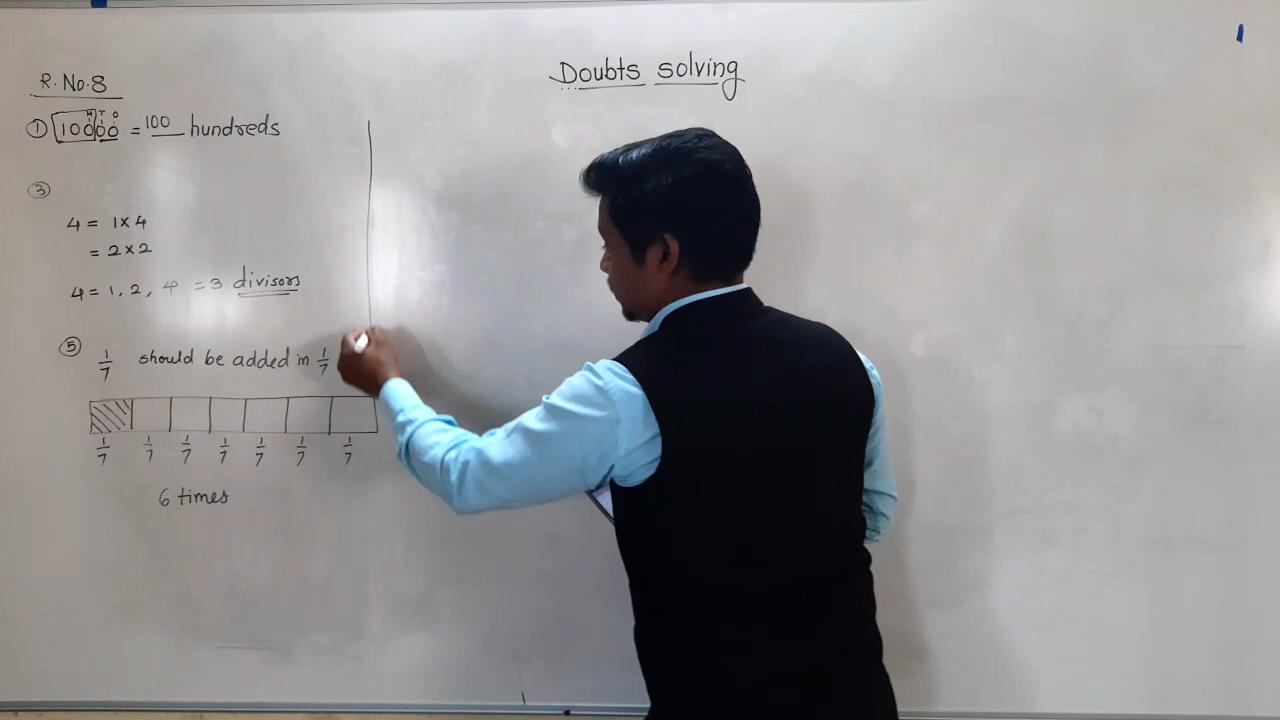 Doubts solving
R. No. 8
① 10000 = 100 hundreds
H T O
③
4 = 1 × 4
= 2 × 2
4 = 1, 2, 4 = 3 divisors
⑤ 1/7 should be added in 1/7
1/7 1/7 1/7 1/7 1/7 1/7 1/7
6 times